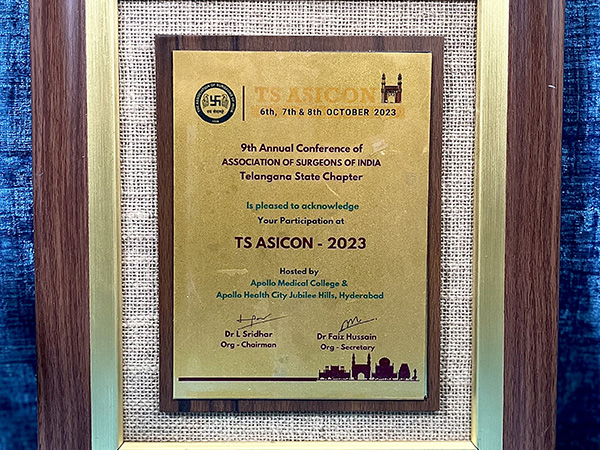 TS ASICON
6th, 7th & 8th OCTOBER 2023
9th Annual Conference of
ASSOCIATION OF SURGEONS OF INDIA
Telangana State Chapter
Is pleased to acknowledge
Your Participation at
TS ASICON - 2023
Hosted by
Apollo Medical College &
Apollo Health City Jubilee Hills, Hyderabad
Dr L Sridhar
Org - Chairman
Dr Faiz Hussain
Org - Secretary